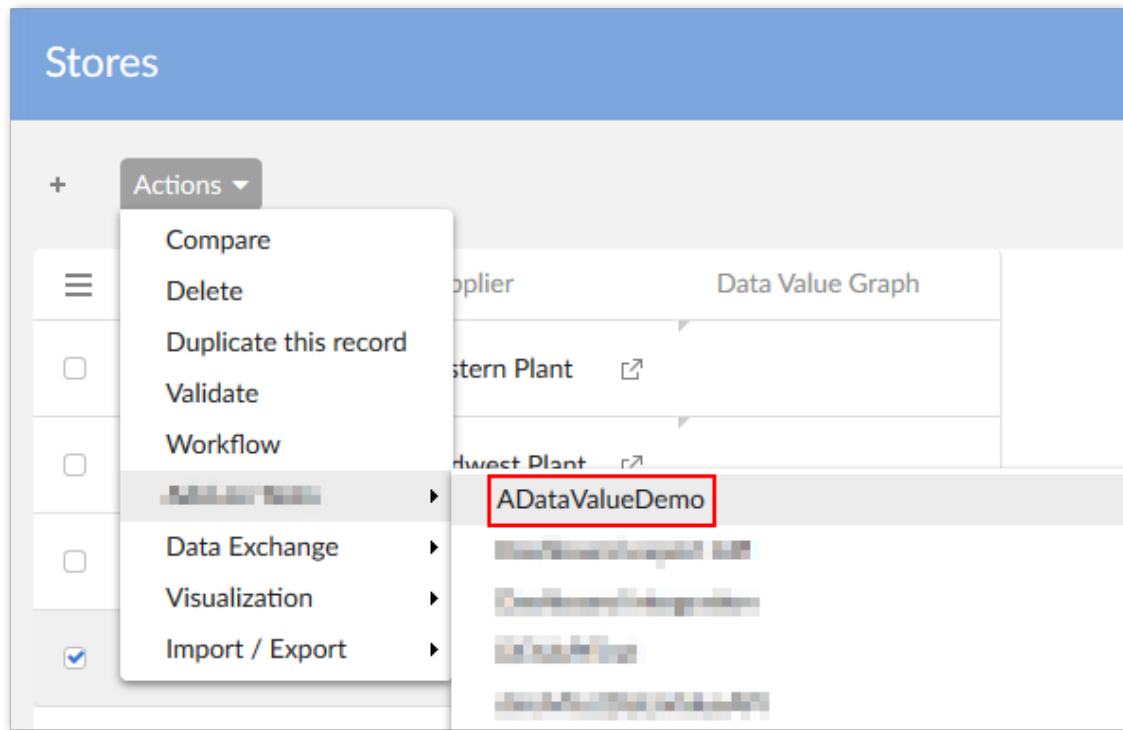 Stores
+ Actions
Compare
Delete
Duplicate this record
Validate
Workflow
Data Exchange
Visualization
Import / Export
pplier Data Value Graph
stern Plant
dwest Plant
ADataValueDemo